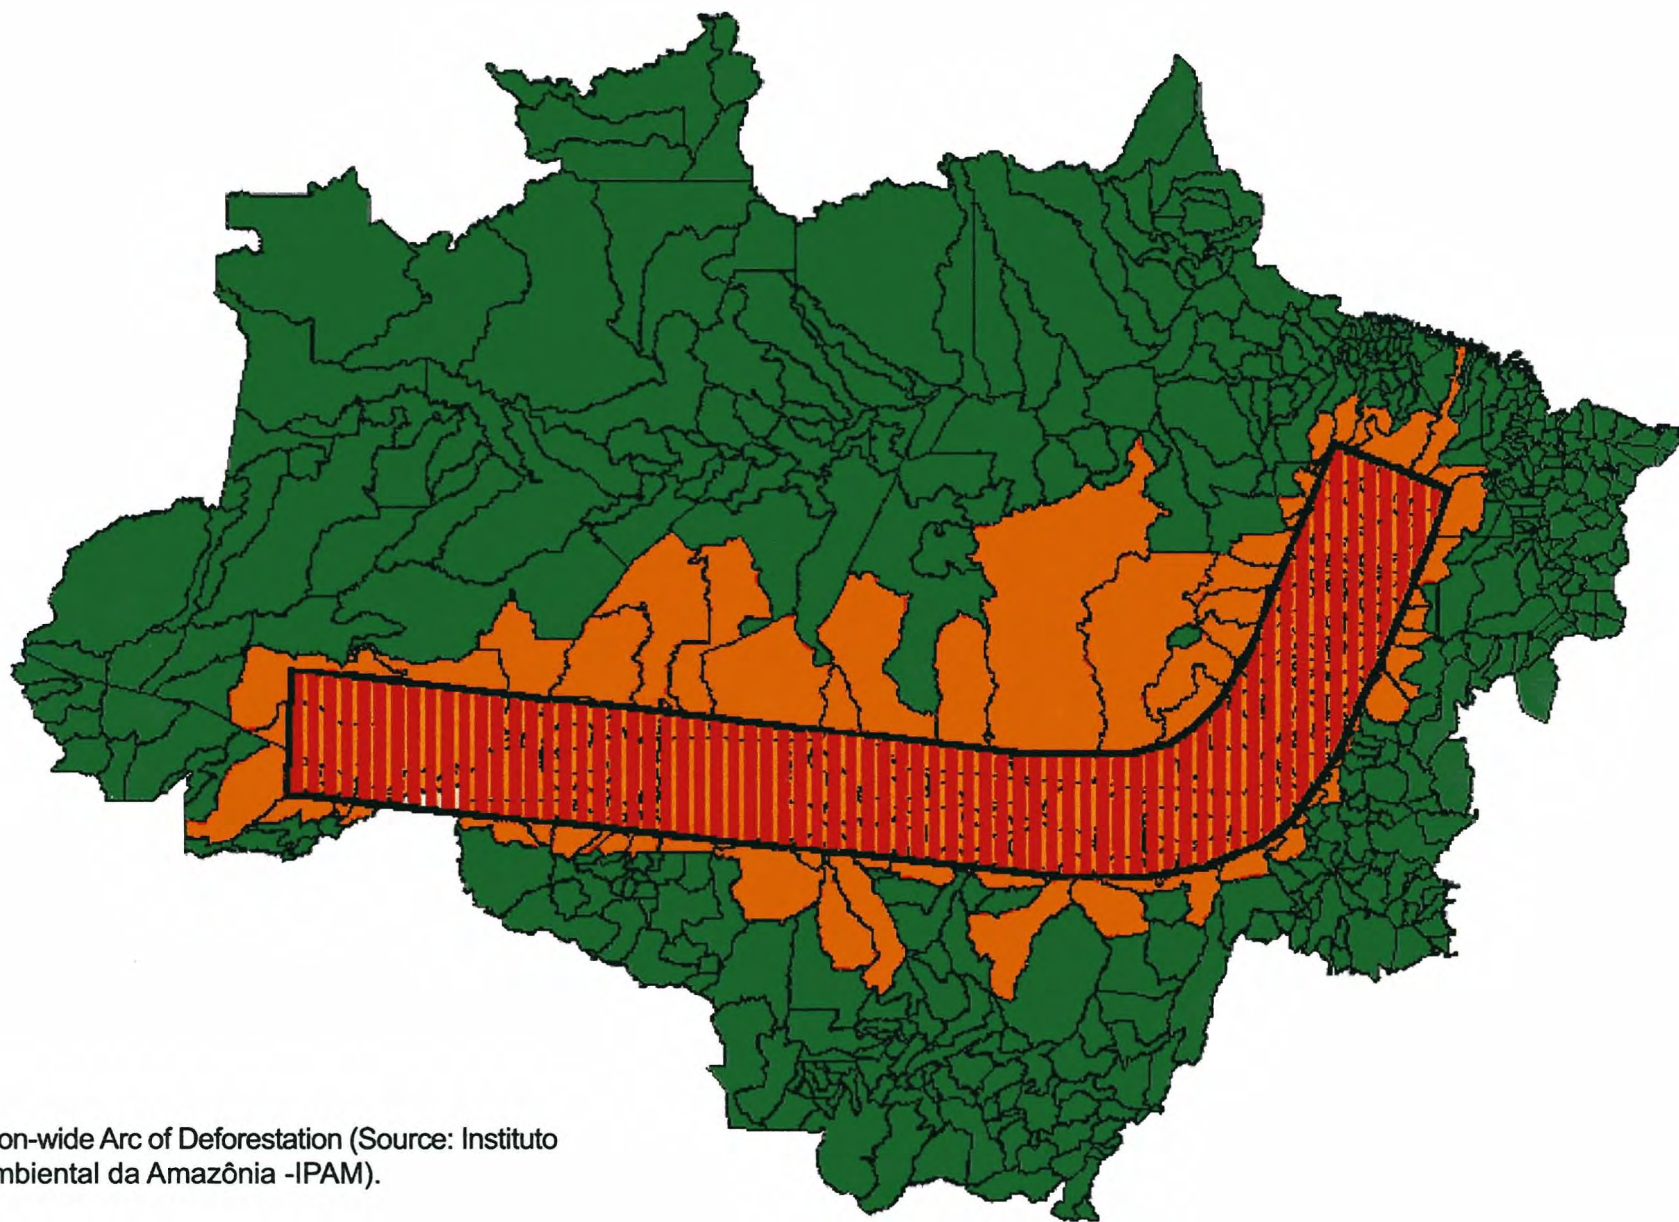 on-wide Arc of Deforestation (Source: Instituto
mbiental da Amazônia -IPAM).